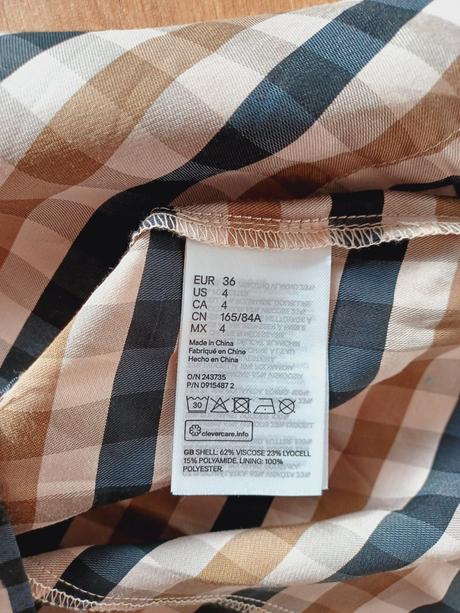 EUR 36
US 4
CA 4
CN 165/84A
MX 4
Made in China
Fabriqué en Chine
Hecho en China
O/N 243735
P/N 0915487 2
30
clevercare.info
GB SHELL: 62% VISCOSE 23% LYOCELL
15% POLYAMIDE. LINING: 100%
POLYESTER.